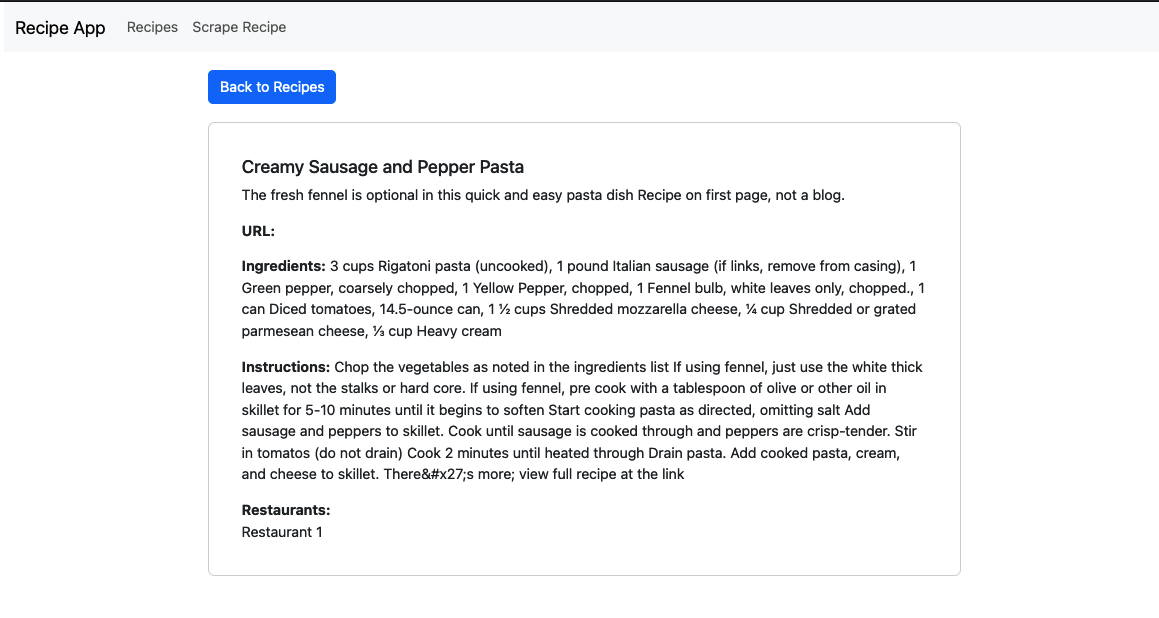 Recipe App Recipes Scrape Recipe
Back to Recipes
Creamy Sausage and Pepper Pasta
The fresh fennel is optional in this quick and easy pasta dish Recipe on first page, not a blog.
URL:
Ingredients: 3 cups Rigatoni pasta (uncooked), 1 pound Italian sausage (if links, remove from casing), 1
Green pepper, coarsely chopped, 1 Yellow Pepper, chopped, 1 Fennel bulb, white leaves only, chopped., 1
can Diced tomatoes, 14.5-ounce can, 1 ½ cups Shredded mozzarella cheese, ¼ cup Shredded or grated
parmesean cheese, ⅓ cup Heavy cream
Instructions: Chop the vegetables as noted in the ingredients list If using fennel, just use the white thick
leaves, not the stalks or hard core. If using fennel, pre cook with a tablespoon of olive or other oil in
skillet for 5-10 minutes until it begins to soften Start cooking pasta as directed, omitting salt Add
sausage and peppers to skillet. Cook until sausage is cooked through and peppers are crisp-tender. Stir
in tomatos (do not drain) Cook 2 minutes until heated through Drain pasta. Add cooked pasta, cream,
and cheese to skillet. There&#x27;s more; view full recipe at the link
Restaurants:
Restaurant 1